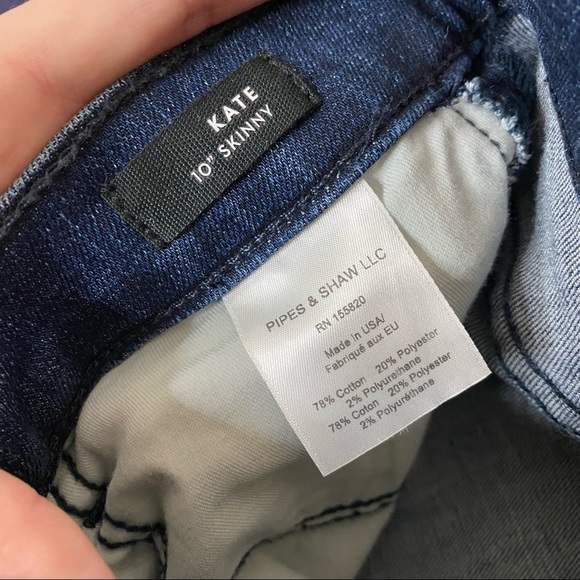 KATE
10" SKINNY
PIPES & SHAW LLC
RN 155820
Made in USA/
Fabriqué aux EU
78% Cotton 20% Polyester
2% Polyurethane
78% Coton 20% Polyester
2% Polyuréthane